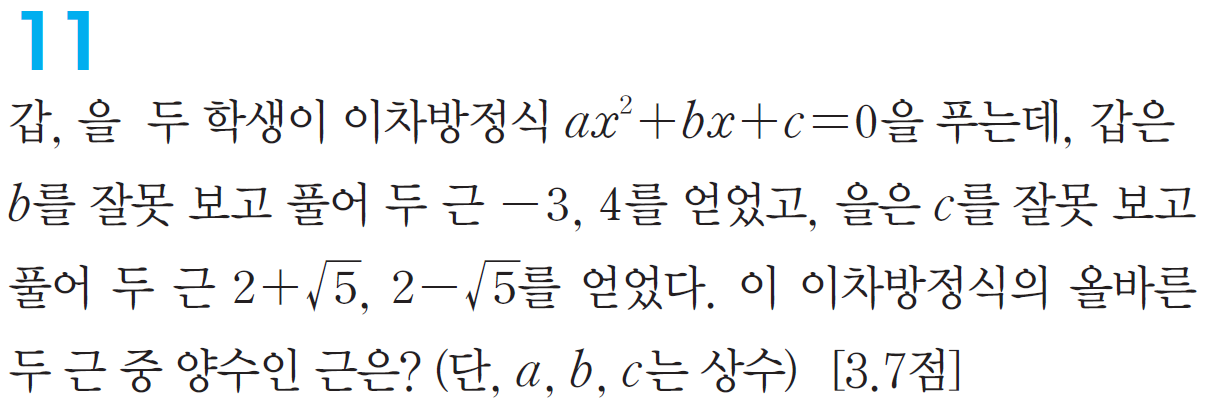 11
갑, 을 두 학생이 이차방정식 ax²+bx+c=0을 푸는데, 갑은
b를 잘못 보고 풀어 두 근 −3, 4를 얻었고, 을은 c를 잘못 보고
풀어 두 근 2+√5, 2−√5를 얻었다. 이 이차방정식의 올바른
두 근 중 양수인 근은? (단, a, b, c는 상수) [3.7점]